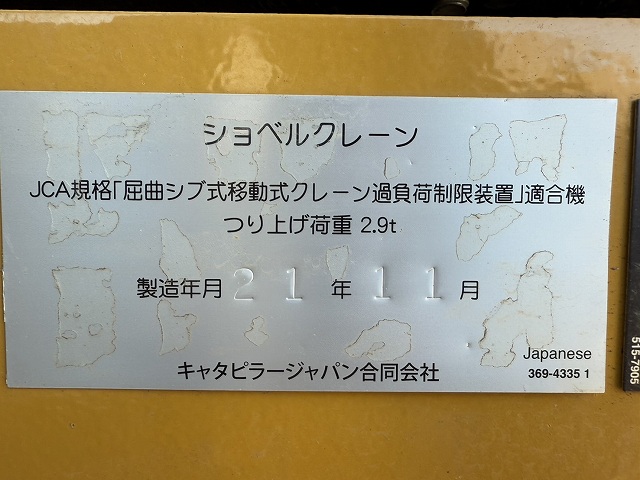 ショベルクレーン
JCA規格「屈曲ジブ式移動式クレーン過負荷制限装置」適合機
つり上げ荷重 2.9t
製造年月 21 年 11 月
キャタピラージャパン合同会社
Japanese
369-4335 1
515-7905